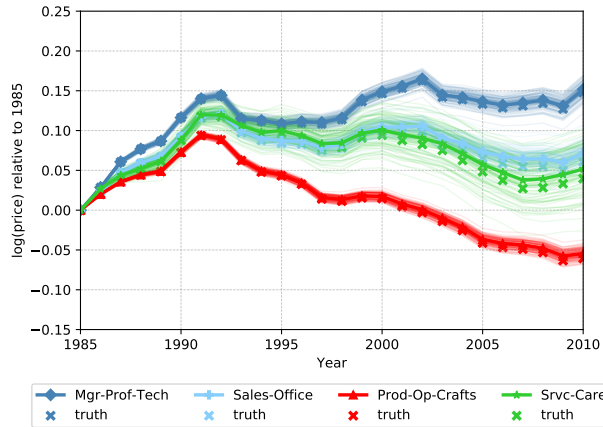 0.25
0.20
0.15
0.10
0.05
0.00
−0.05
−0.10
−0.15
log(price) relative to 1985
1985 1990 1995 2000 2005 2010
Year
Mgr-Prof-Tech Sales-Office Prod-Op-Crafts Srvc-Care
truth truth truth truth